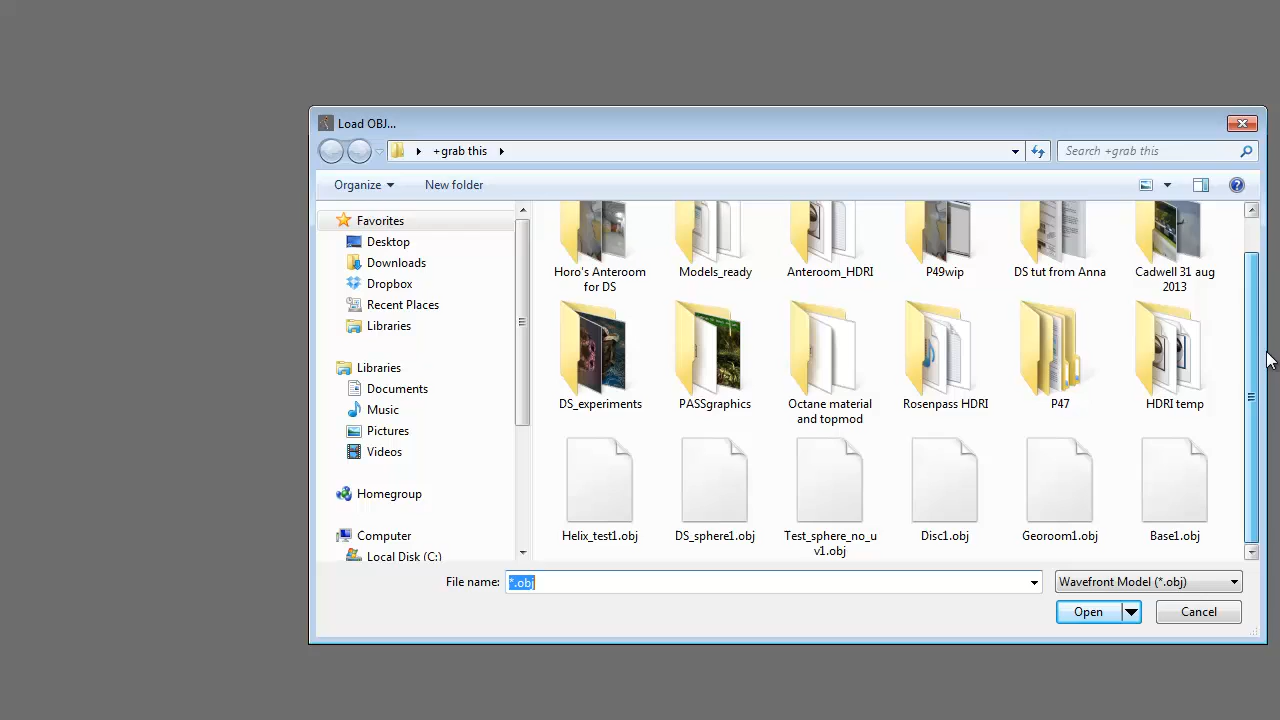 Load OBJ...
+grab this
Search +grab this
Organize
New folder
Favorites
Desktop
Downloads
Dropbox
Recent Places
Libraries
Libraries
Documents
Music
Pictures
Videos
Homegroup
Computer
Local Disk (C:)
Horo's Anteroom
for DS
Models_ready
Anteroom_HDRI
P49wip
DS tut from Anna
Cadwell 31 aug
2013
DS_experiments
PASSgraphics
Octane material
and topmod
Rosenpass HDRI
P47
HDRI temp
Helix_test1.obj
DS_sphere1.obj
Test_sphere_no_u
v1.obj
Disc1.obj
Georoom1.obj
Base1.obj
File name:
*.obj
Wavefront Model (*.obj)
Open
Cancel